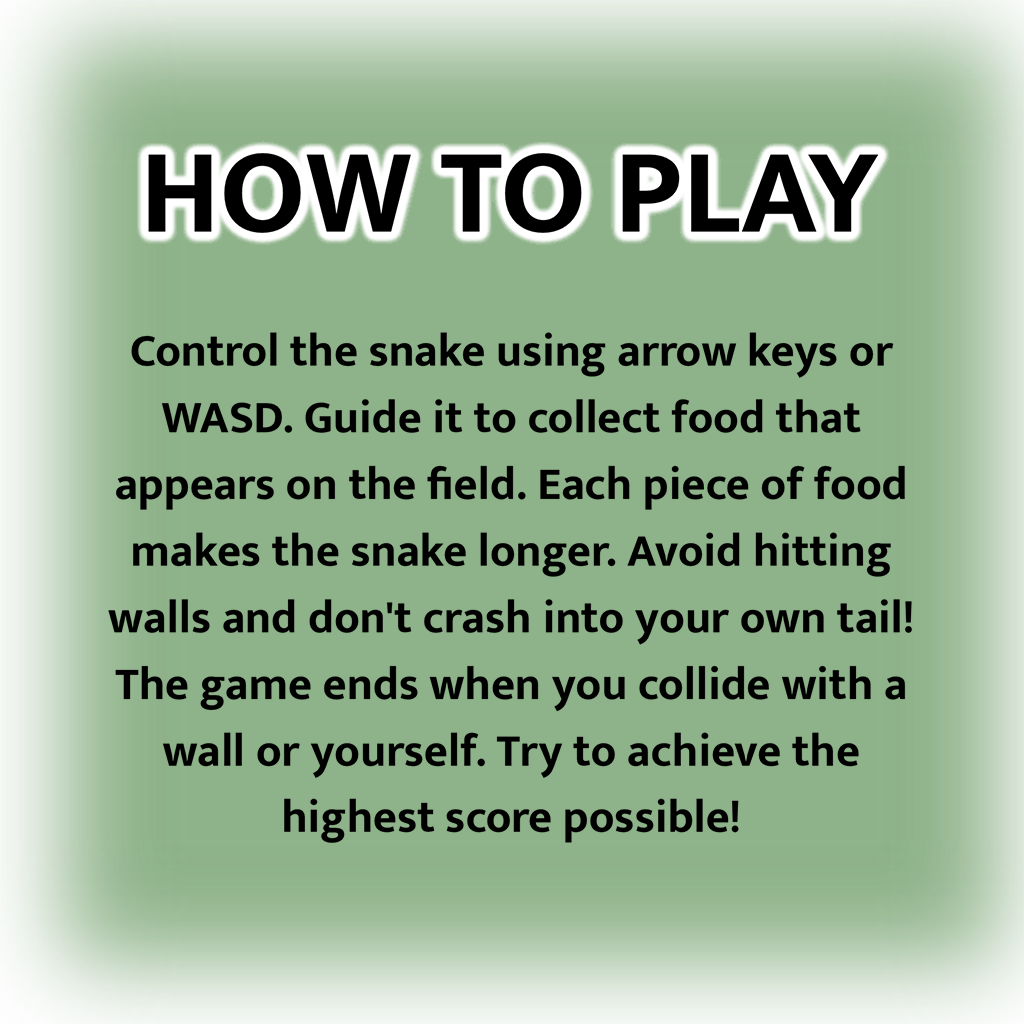 HOW TO PLAY
Control the snake using arrow keys or
WASD. Guide it to collect food that
appears on the field. Each piece of food
makes the snake longer. Avoid hitting
walls and don't crash into your own tail!
The game ends when you collide with a
wall or yourself. Try to achieve the
highest score possible!